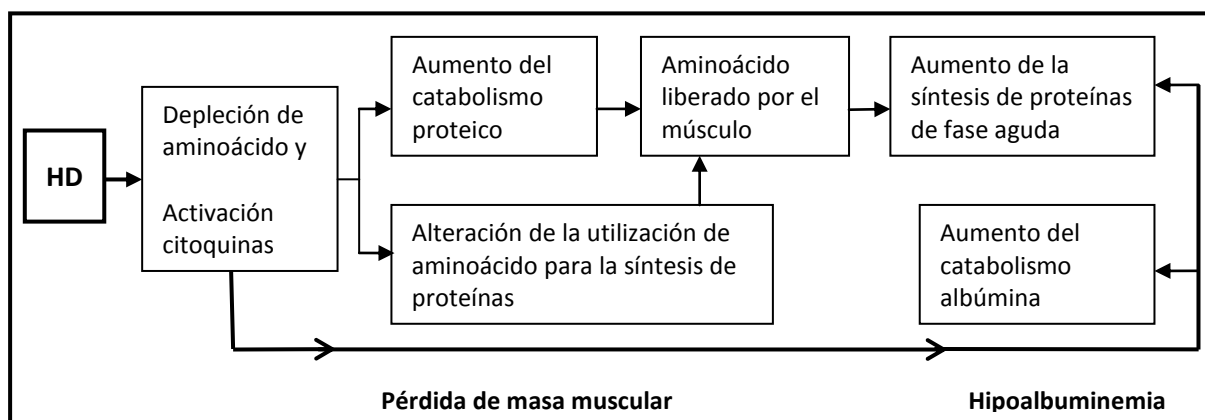 HD
Depleción de
aminoácido y
Activación
citoquinas
Aumento del
catabolismo
proteico
Aminoácido
liberado por el
músculo
Aumento de la
síntesis de proteínas
de fase aguda
Alteración de la utilización de
aminoácido para la síntesis de
proteínas
Aumento del
catabolismo
albúmina
Pérdida de masa muscular
Hipoalbuminemia